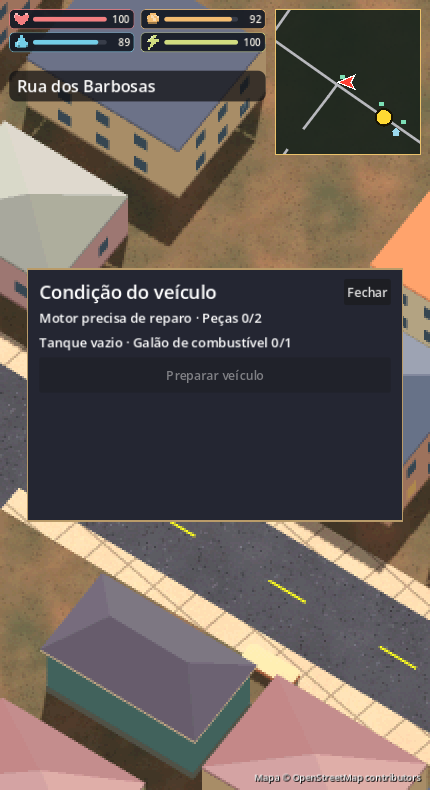 100
92
89
100
Rua dos Barbosas
Condição do veículo
Fechar
Motor precisa de reparo · Peças 0/2
Tanque vazio · Galão de combustível 0/1
Preparar veículo
Mapa © OpenStreetMap contributors